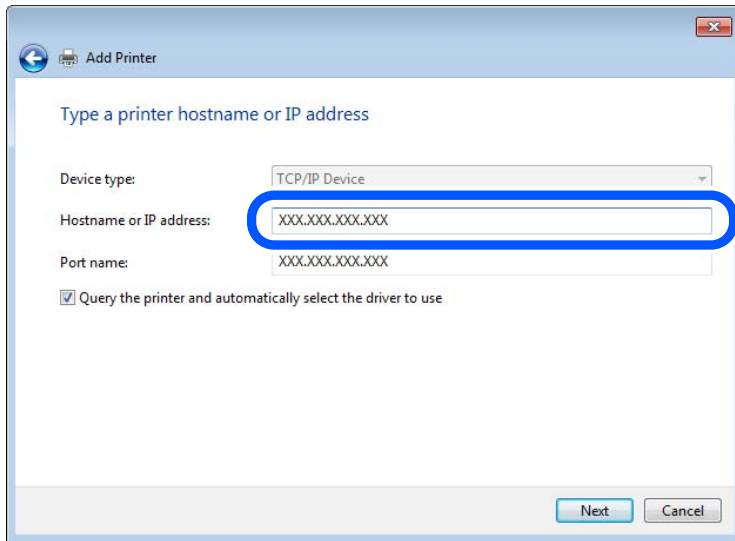 Add Printer
Type a printer hostname or IP address
Device type: TCP/IP Device
Hostname or IP address: XXX.XXX.XXX.XXX
Port name: XXX.XXX.XXX.XXX
Query the printer and automatically select the driver to use
Next Cancel